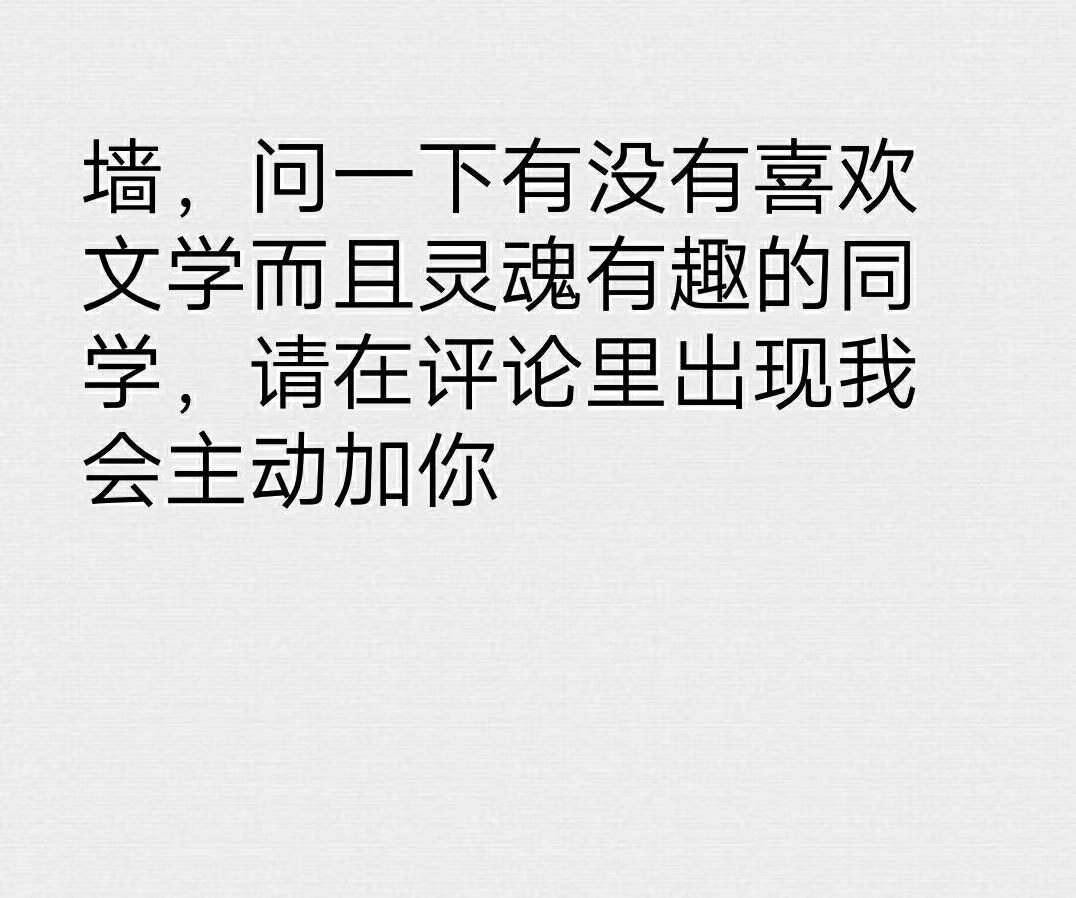 墙，问一下有没有喜欢
文学而且灵魂有趣的同
学，请在评论里出现我
会主动加你